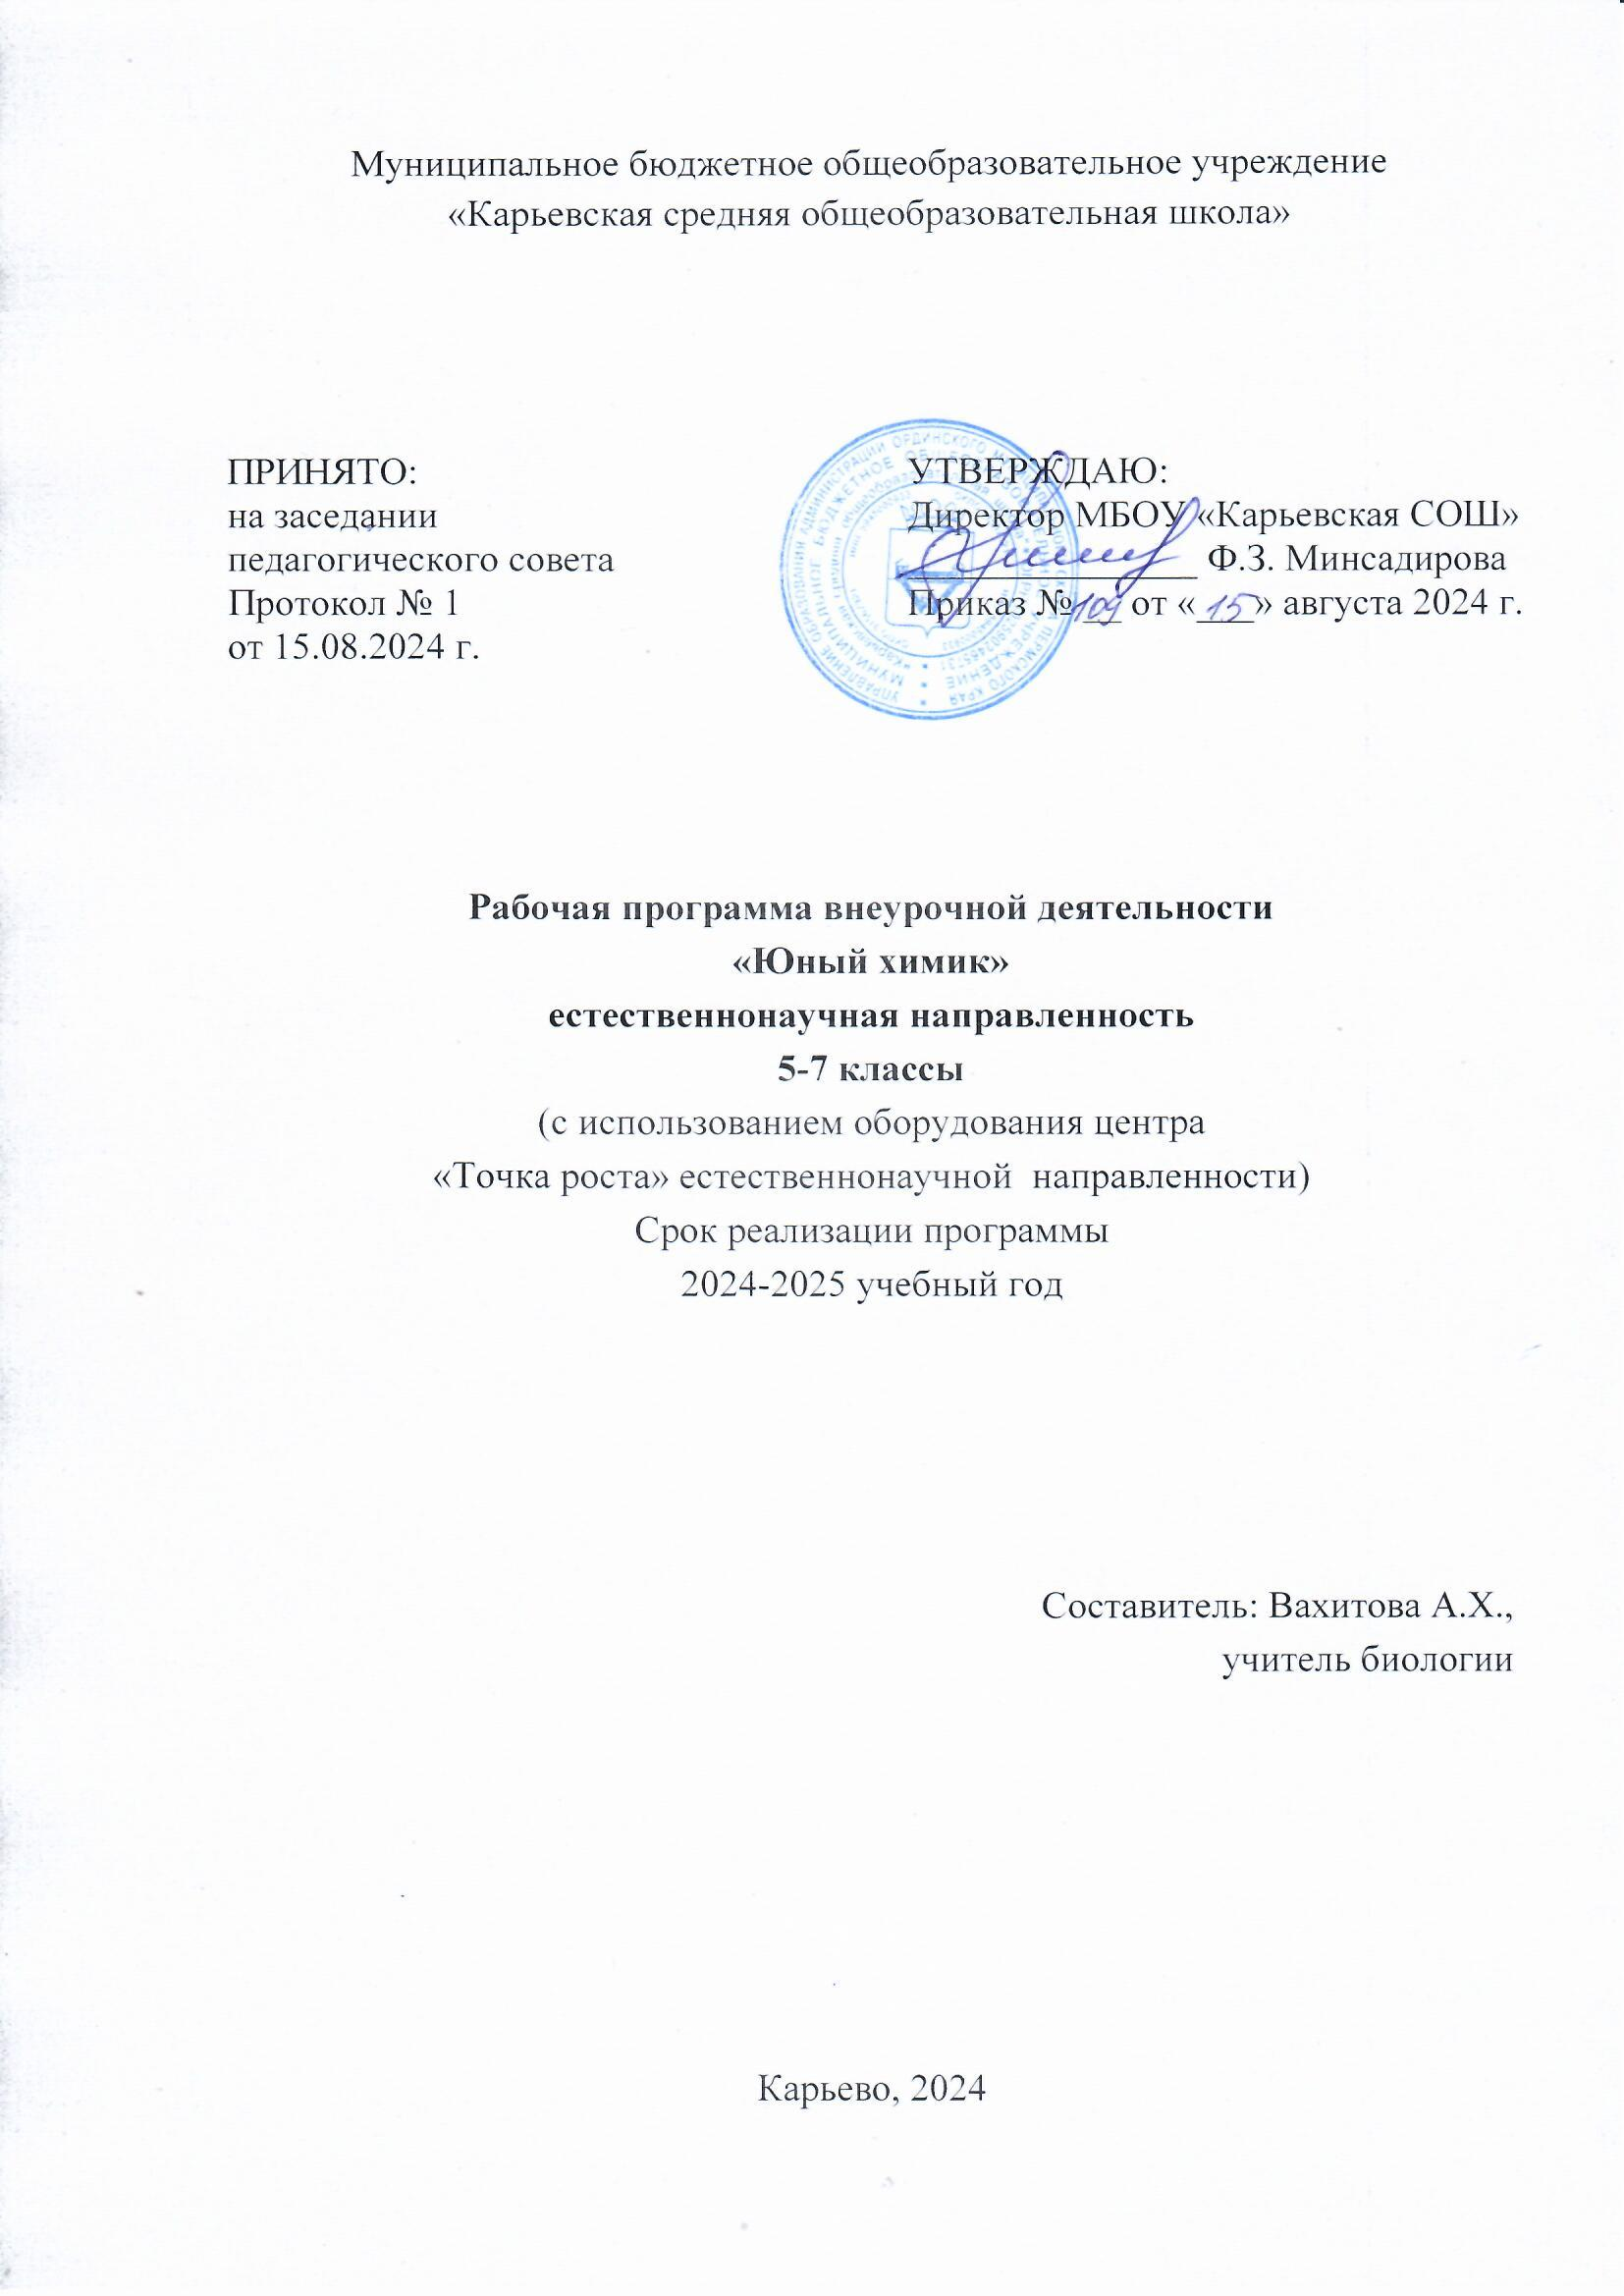 Муниципальное бюджетное общеобразовательное учреждение
«Карьевская средняя общеобразовательная школа»
ПРИНЯТО:
на заседании
педагогического совета
Протокол № 1
от 15.08.2024 г.
УТВЕРЖДАЮ:
Директор МБОУ «Карьевская СОШ»
Ф.З. Минсадирова
Приказ № 109 от «15» августа 2024 г.
Рабочая программа внеурочной деятельности
«Юный химик»
естественнонаучная направленность
5-7 классы
(с использованием оборудования центра
«Точка роста» естественнонаучной направленности)
Срок реализации программы
2024-2025 учебный год
Составитель: Вахитова А.Х.,
учитель биологии
Карьево, 2024